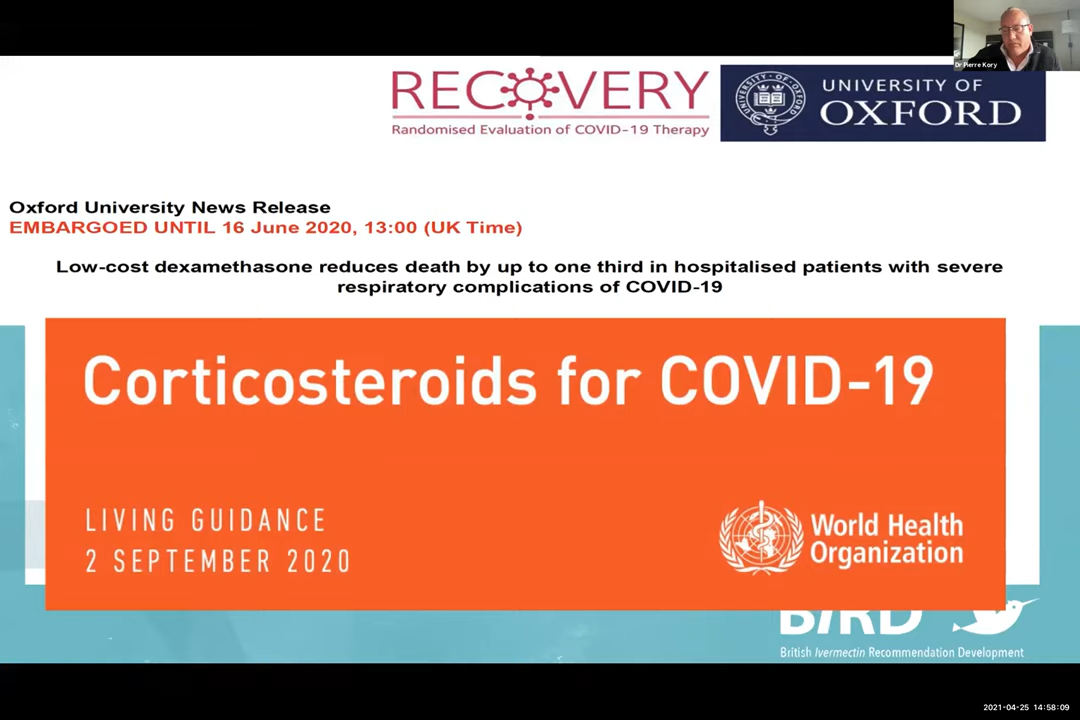 Dr Pierre Kory
RECOVERY
Randomised Evaluation of COVID-19 Therapy
UNIVERSITY OF
OXFORD
Oxford University News Release
EMBARGOED UNTIL 16 June 2020, 13:00 (UK Time)
Low-cost dexamethasone reduces death by up to one third in hospitalised patients with severe
respiratory complications of COVID-19
Corticosteroids for COVID-19
LIVING GUIDANCE
2 SEPTEMBER 2020
World Health
Organization
BIRD
British Ivermectin Recommendation Development
2021-04-25 14:58:09